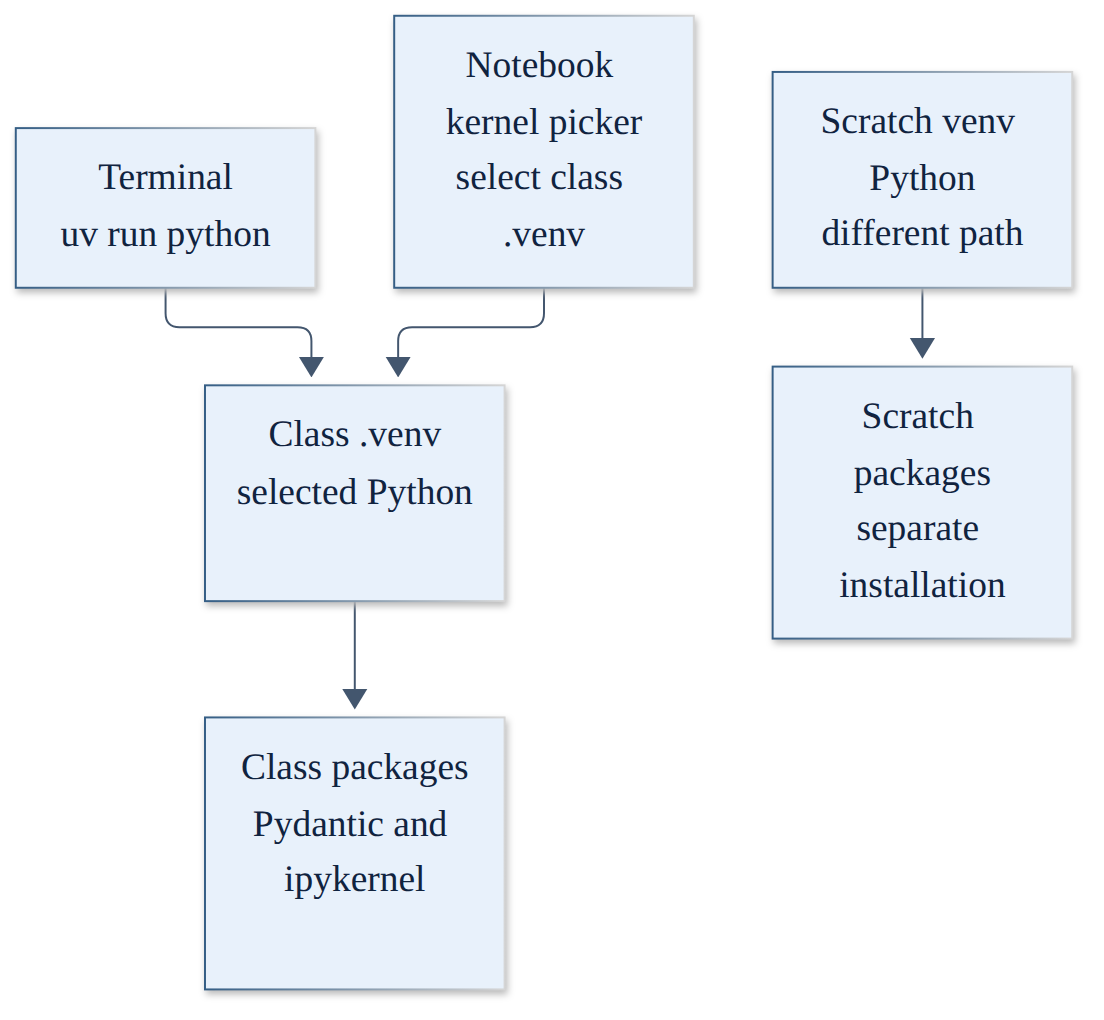 Terminal
uv run python
Notebook
kernel picker
select class
.venv
Scratch venv
Python
different path
Class .venv
selected Python
Scratch
packages
separate
installation
Class packages
Pydantic and
ipykernel